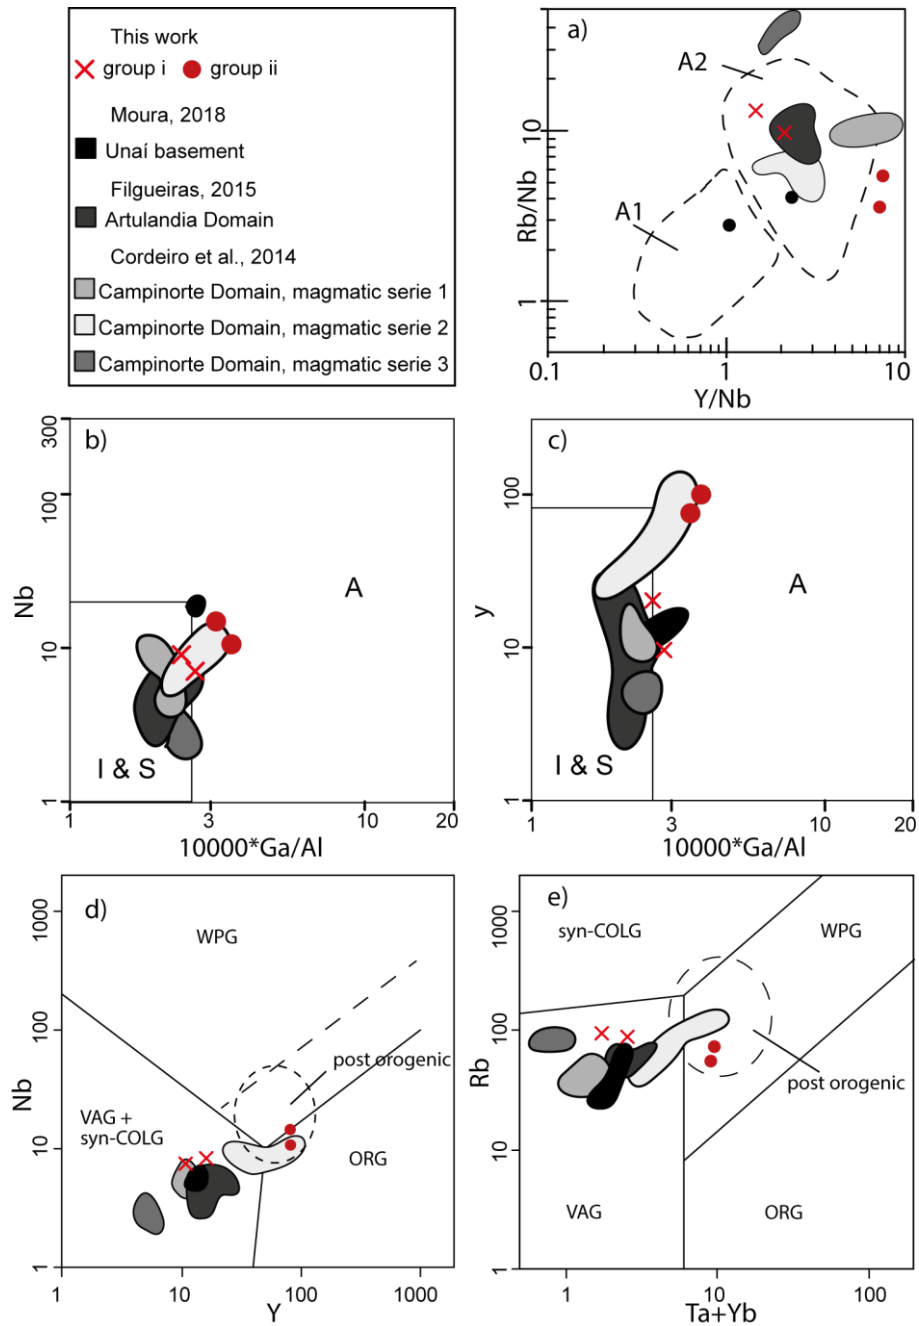 This work
group i group ii
Moura, 2018
Unaí basement
Filgueiras, 2015
Artulandia Domain
Cordeiro et al., 2014
Campinorte Domain, magmatic serie 1
Campinorte Domain, magmatic serie 2
Campinorte Domain, magmatic serie 3
a)
A2
A1
Rb/Nb
10
1
0.1 1 10
Y/Nb
b)
Nb
300
100
10
1
A
I & S
1 3 10 20
10000*Ga/Al
c)
y
100
10
1
A
I & S
1 3 10 20
10000*Ga/Al
d)
Nb
1000
100
10
1
WPG
post orogenic
VAG +
syn-COLG
ORG
1 10 100 1000
Y
e)
Rb
1000
100
10
1
syn-COLG
WPG
post orogenic
VAG
ORG
1 10 100
Ta+Yb